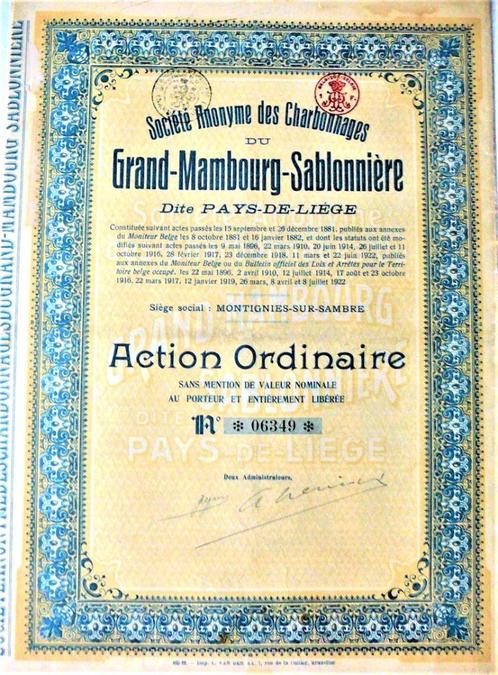 Société Anonyme des Charbonnages
DU
Grand-Mambourg-Sablonnière
Dite PAYS-DE-LIÉGE
Constituée suivant actes passés les 15 septembre et 26 décembre 1881, publiés aux annexes
du Moniteur Belge les 8 octobre 1881 et 16 janvier 1882, et dont les statuts ont été mo-
difiés suivant actes passés les 9 mai 1896, 22 mars 1910, 20 juin 1914, 26 juillet et 11
octobre 1916, 28 février 1917, 23 décembre 1918, 11 mars et 22 juin 1922, publiés
aux annexes du Moniteur Belge ou du Bulletin officiel des Lois et Arrêtés pour le Terri-
toire belge occupé, les 22 mai 1896, 2 avril 1910, 12 juillet 1914, 17 août et 23 octobre
1916, 22 mars 1917, 12 janvier 1919, 26 mars, 8 avril et 8 juillet 1922
Siège social : MONTIGNIES-SUR-SAMBRE
Action Ordinaire
SANS MENTION DE VALEUR NOMINALE
AU PORTEUR ET ENTIÈREMENT LIBÉRÉE
N° * 06349 *
GRAND-MAMBOURG
SABLONNIÈRE
DITE
PAYS-DE-LIÈGE
Deux Administrateurs,